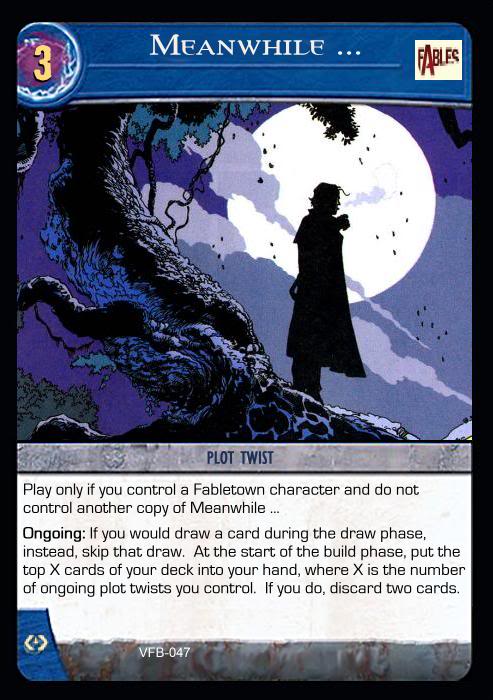 3
Meanwhile ...
FABLES
PLOT TWIST
Play only if you control a Fabletown character and do not
control another copy of Meanwhile ...
Ongoing: If you would draw a card during the draw phase,
instead, skip that draw. At the start of the build phase, put the
top X cards of your deck into your hand, where X is the number
of ongoing plot twists you control. If you do, discard two cards.
VFB-047